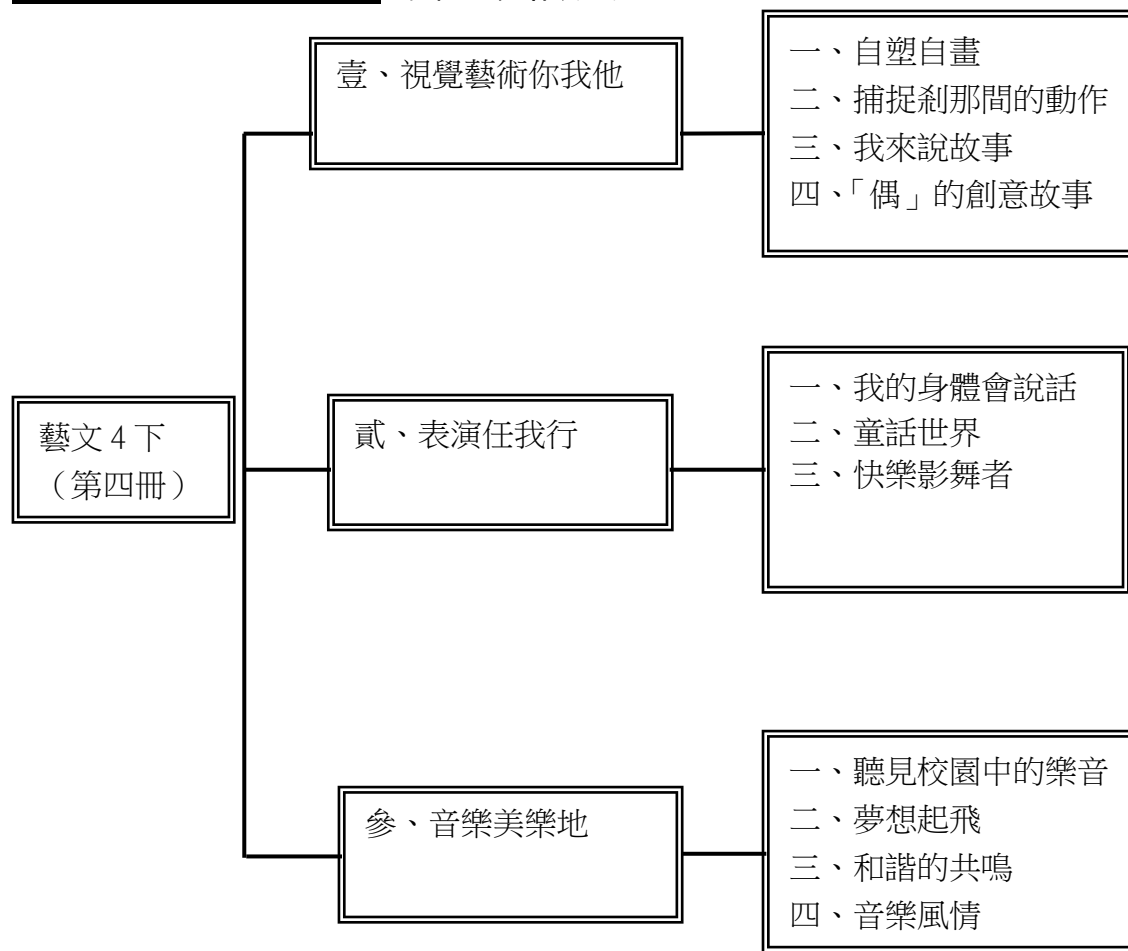 壹、視覺藝術你我他
一、自塑自畫
二、捕捉剎那間的動作
三、我來說故事
四、「偶」的創意故事
藝文4下
（第四冊）
貳、表演任我行
一、我的身體會說話
二、童話世界
三、快樂影舞者
參、音樂美樂地
一、聽見校園中的樂音
二、夢想起飛
三、和諧的共鳴
四、音樂風情